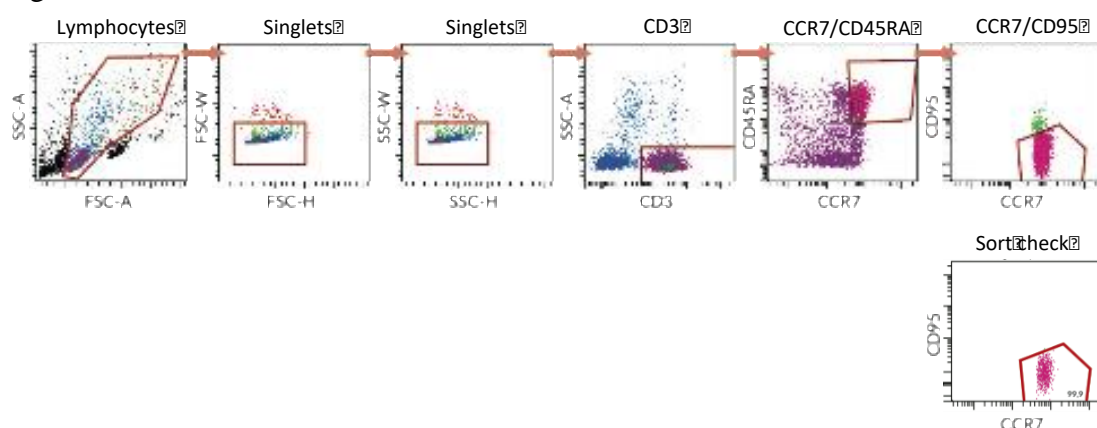 Lymphocytes Singlets Singlets CD3 CCR7/CD45RA CCR7/CD95
SSC-A FSC-W SSC-W SSC-A CD45RA CD95
FSC-A FSC-H SSC-H CD3 CCR7 CCR7
Sort check
CD95
99.9
CCR7